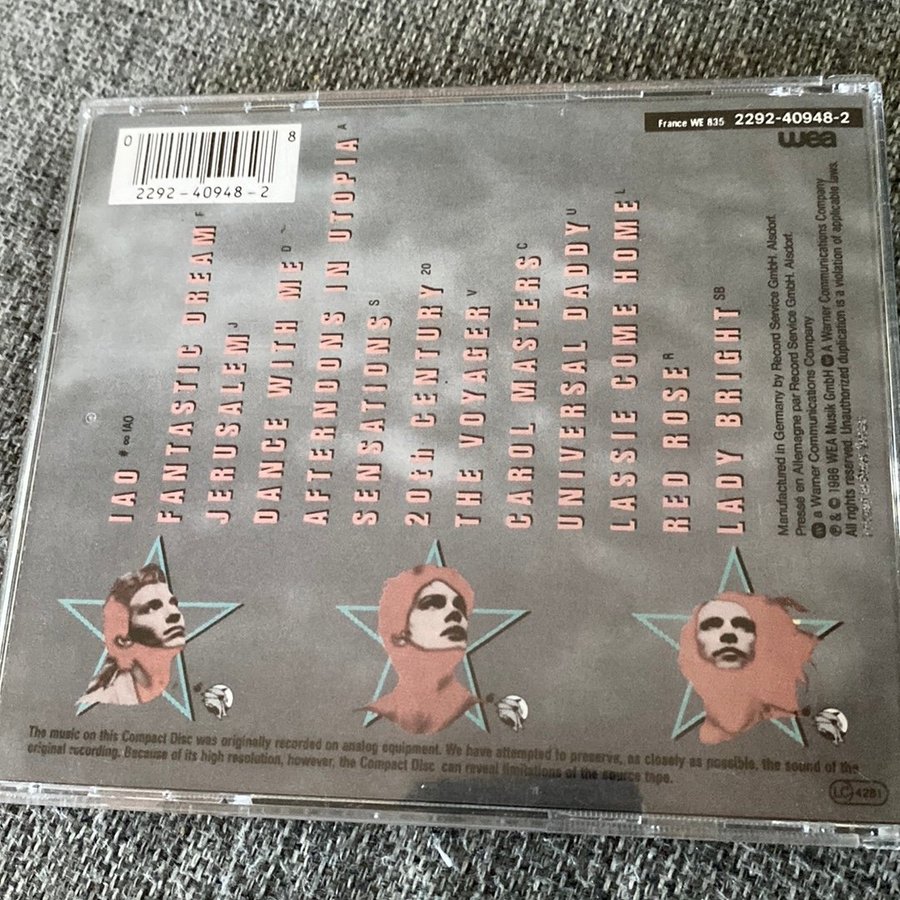 0 8
2292-40948-2
France WE 835 2292-40948-2
wea
IAO # ∞ IAO
FANTASTIC DREAM F
JERUSALEM J
DANCE WITH ME D
AFTERNOONS IN UTOPIA A
SENSATIONS S
20th CENTURY 20
THE VOYAGER V
CAROL MASTERS C
UNIVERSAL DADDY U
LASSIE COME HOME L
RED ROSE R
LADY BRIGHT SB
Manufactured in Germany by Record Service GmbH. Alsdorf.
Pressé en Allemagne par Record Service GmbH. Alsdorf.
a Warner Communications Company
℗ & © 1986 WEA Musik GmbH A Warner Communications Company
All rights reserved. Unauthorized duplication is a violation of applicable laws
The music on this Compact Disc was originally recorded on analog equipment. We have attempted to preserve, as closely as possible, the sound of the
original recording. Because of its high resolution, however, the Compact Disc can reveal limitations of the source tape.
LC 4281